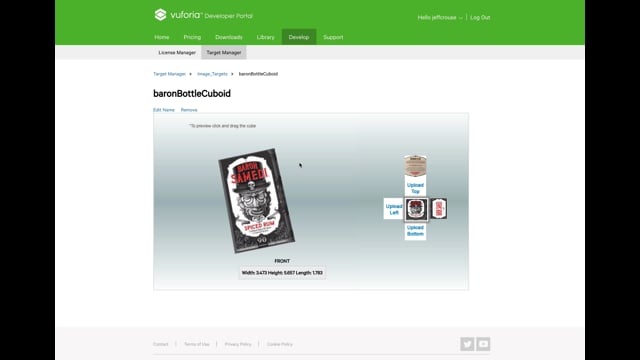 vuforia™ Developer Portal
Hello jeffcrouse | Log Out
Home Pricing Downloads Library Develop Support
License Manager Target Manager
Target Manager Image_Targets baronBottleCuboid
baronBottleCuboid
Edit Name Remove
*To preview click and drag the cube
BARON
SAMEDI
SPICED RUM
Upload
Top
Upload
Left
Upload
Bottom
FRONT
Width: 3.473 Height: 5.657 Length: 1.783
Contact | Terms of Use | Privacy Policy | Cookie Policy